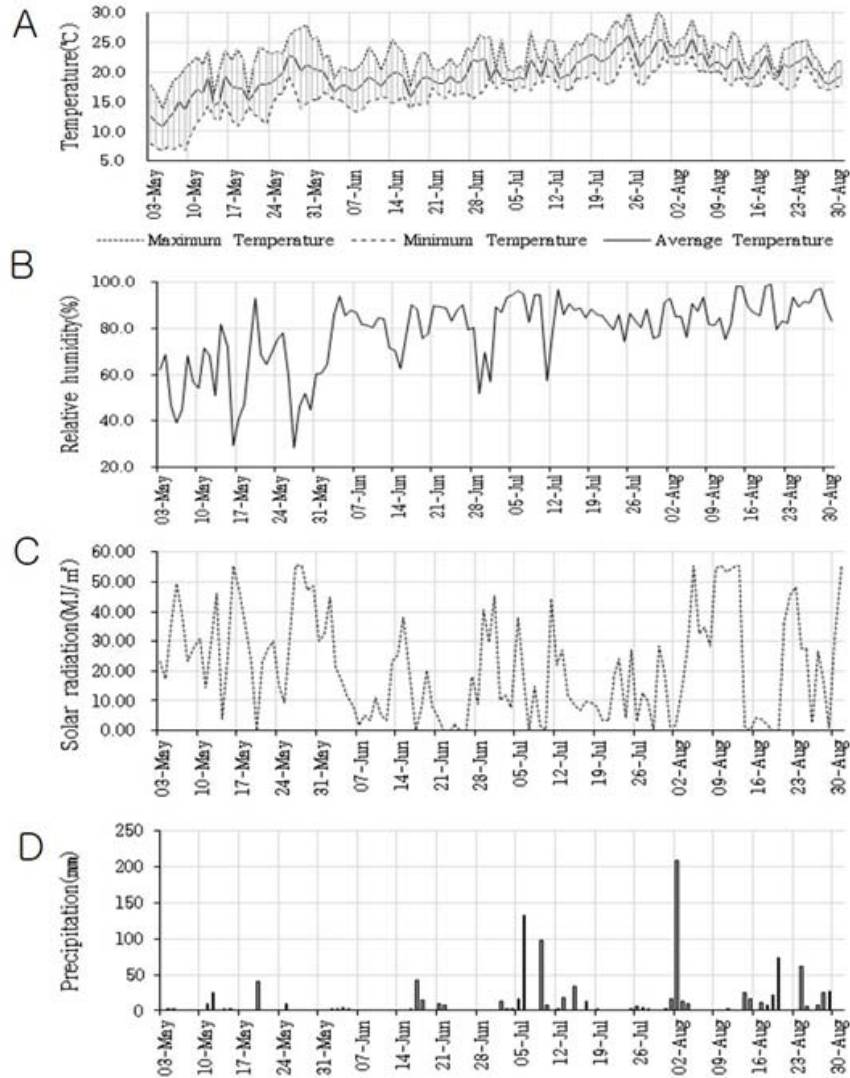 A
Temperature(℃)
30.0
25.0
20.0
15.0
10.0
5.0
03-May 10-May 17-May 24-May 31-May 07-Jun 14-Jun 21-Jun 28-Jun 05-Jul 12-Jul 19-Jul 26-Jul 02-Aug 09-Aug 16-Aug 23-Aug 30-Aug
Maximum Temperature Minimum Temperature Average Temperature
B
Relative humidity(%)
100.0
80.0
60.0
40.0
20.0
03-May 10-May 17-May 24-May 31-May 07-Jun 14-Jun 21-Jun 28-Jun 05-Jul 12-Jul 19-Jul 26-Jul 02-Aug 09-Aug 16-Aug 23-Aug 30-Aug
C
Solar radiation(MJ/㎡)
60.00
50.00
40.00
30.00
20.00
10.00
0.00
03-May 10-May 17-May 24-May 31-May 07-Jun 14-Jun 21-Jun 28-Jun 05-Jul 12-Jul 19-Jul 26-Jul 02-Aug 09-Aug 16-Aug 23-Aug 30-Aug
D
Precipitation(㎜)
250
200
150
100
50
0
03-May 10-May 17-May 24-May 31-May 07-Jun 14-Jun 21-Jun 28-Jun 05-Jul 12-Jul 19-Jul 26-Jul 02-Aug 09-Aug 16-Aug 23-Aug 30-Aug